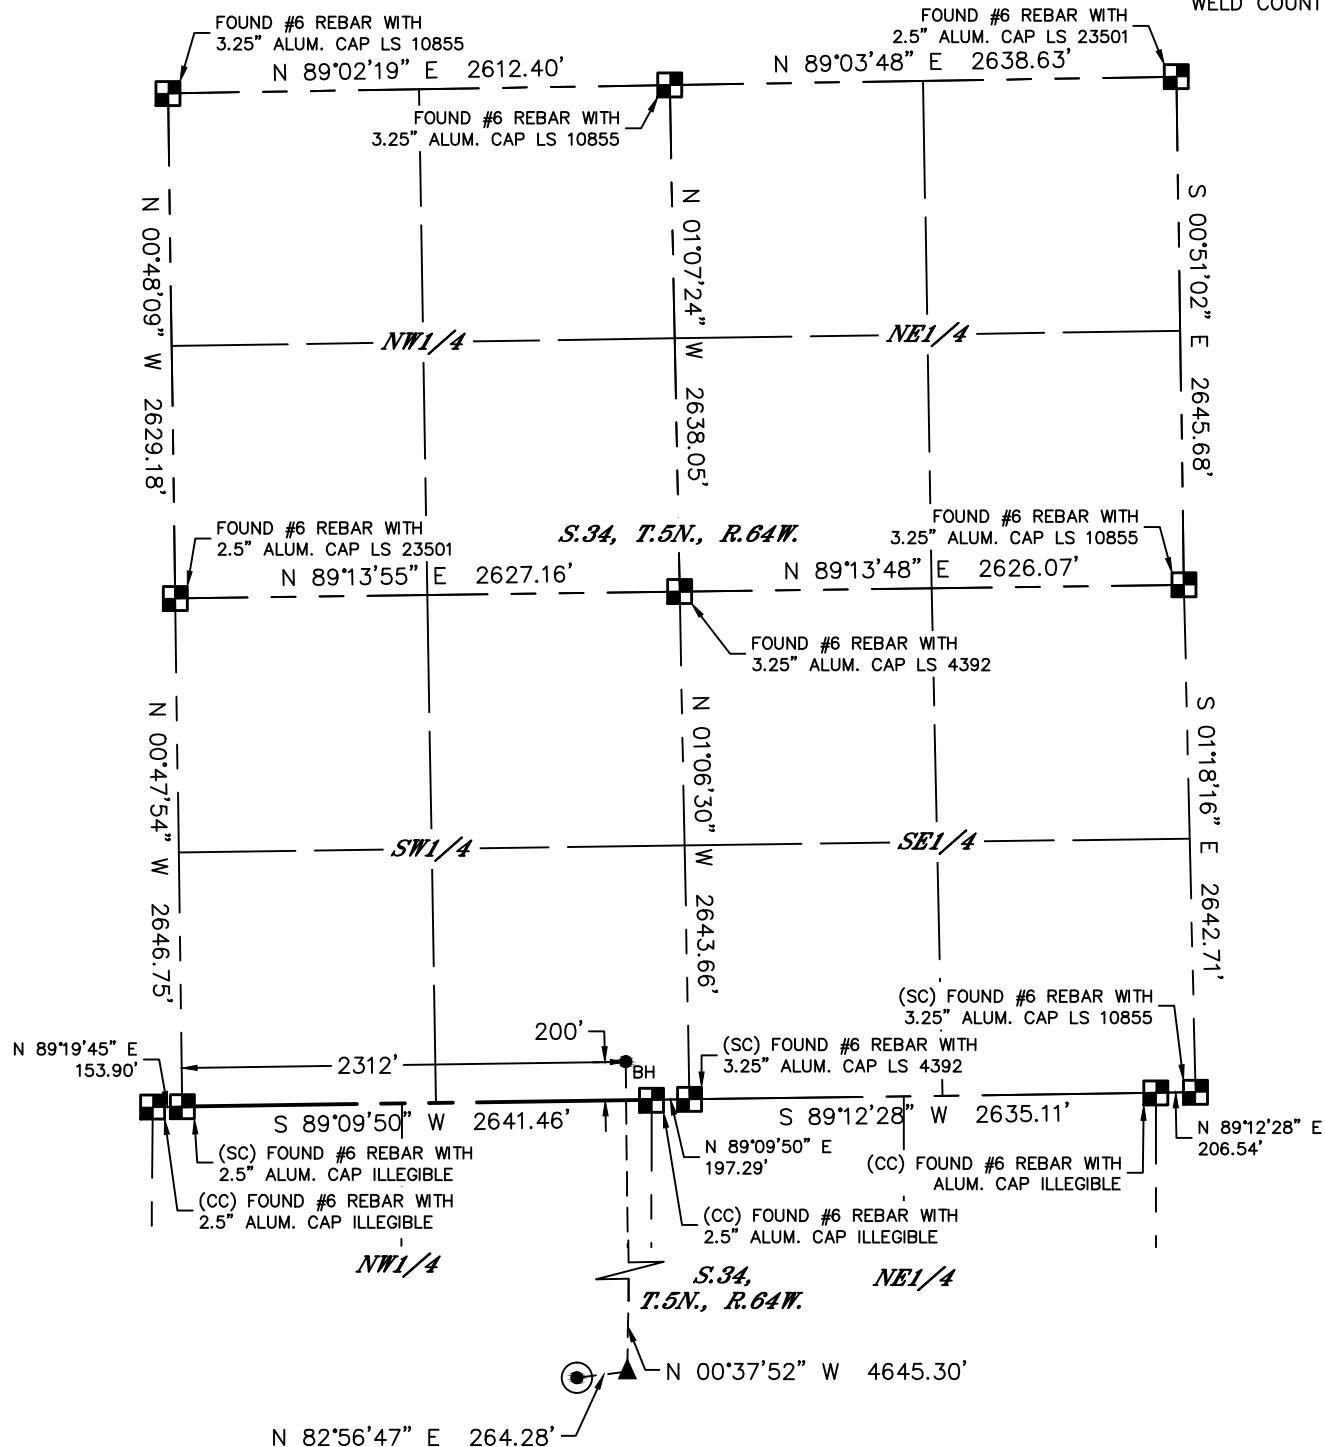 WELD COUNT
FOUND #6 REBAR WITH
3.25" ALUM. CAP LS 10855
FOUND #6 REBAR WITH
2.5" ALUM. CAP LS 23501
N 89°02'19" E 2612.40'
N 89°03'48" E 2638.63'
FOUND #6 REBAR WITH
3.25" ALUM. CAP LS 10855
N 00°48'09" W 2629.18'
N 01°07'24" W 2638.05'
S 00°51'02" E 2645.68'
NW1/4
NE1/4
FOUND #6 REBAR WITH
2.5" ALUM. CAP LS 23501
S.34, T.5N., R.64W.
FOUND #6 REBAR WITH
3.25" ALUM. CAP LS 10855
N 89°13'55" E 2627.16'
N 89°13'48" E 2626.07'
FOUND #6 REBAR WITH
3.25" ALUM. CAP LS 4392
N 00°47'54" W 2646.75'
N 01°06'30" W 2643.66'
S 01°18'16" E 2642.71'
SW1/4
SE1/4
(SC) FOUND #6 REBAR WITH
3.25" ALUM. CAP LS 10855
N 89°19'45" E
153.90'
2312'
200'
BH
(SC) FOUND #6 REBAR WITH
3.25" ALUM. CAP LS 4392
S 89°09'50" W 2641.46'
S 89°12'28" W 2635.11'
N 89°12'28" E
206.54'
(SC) FOUND #6 REBAR WITH
2.5" ALUM. CAP ILLEGIBLE
N 89°09'50" E
197.29'
(CC) FOUND #6 REBAR WITH
ALUM. CAP ILLEGIBLE
(CC) FOUND #6 REBAR WITH
2.5" ALUM. CAP ILLEGIBLE
(CC) FOUND #6 REBAR WITH
2.5" ALUM. CAP ILLEGIBLE
NW1/4
S.34,
T.5N., R.64W.
NE1/4
N 00°37'52" W 4645.30'
N 82°56'47" E 264.28'